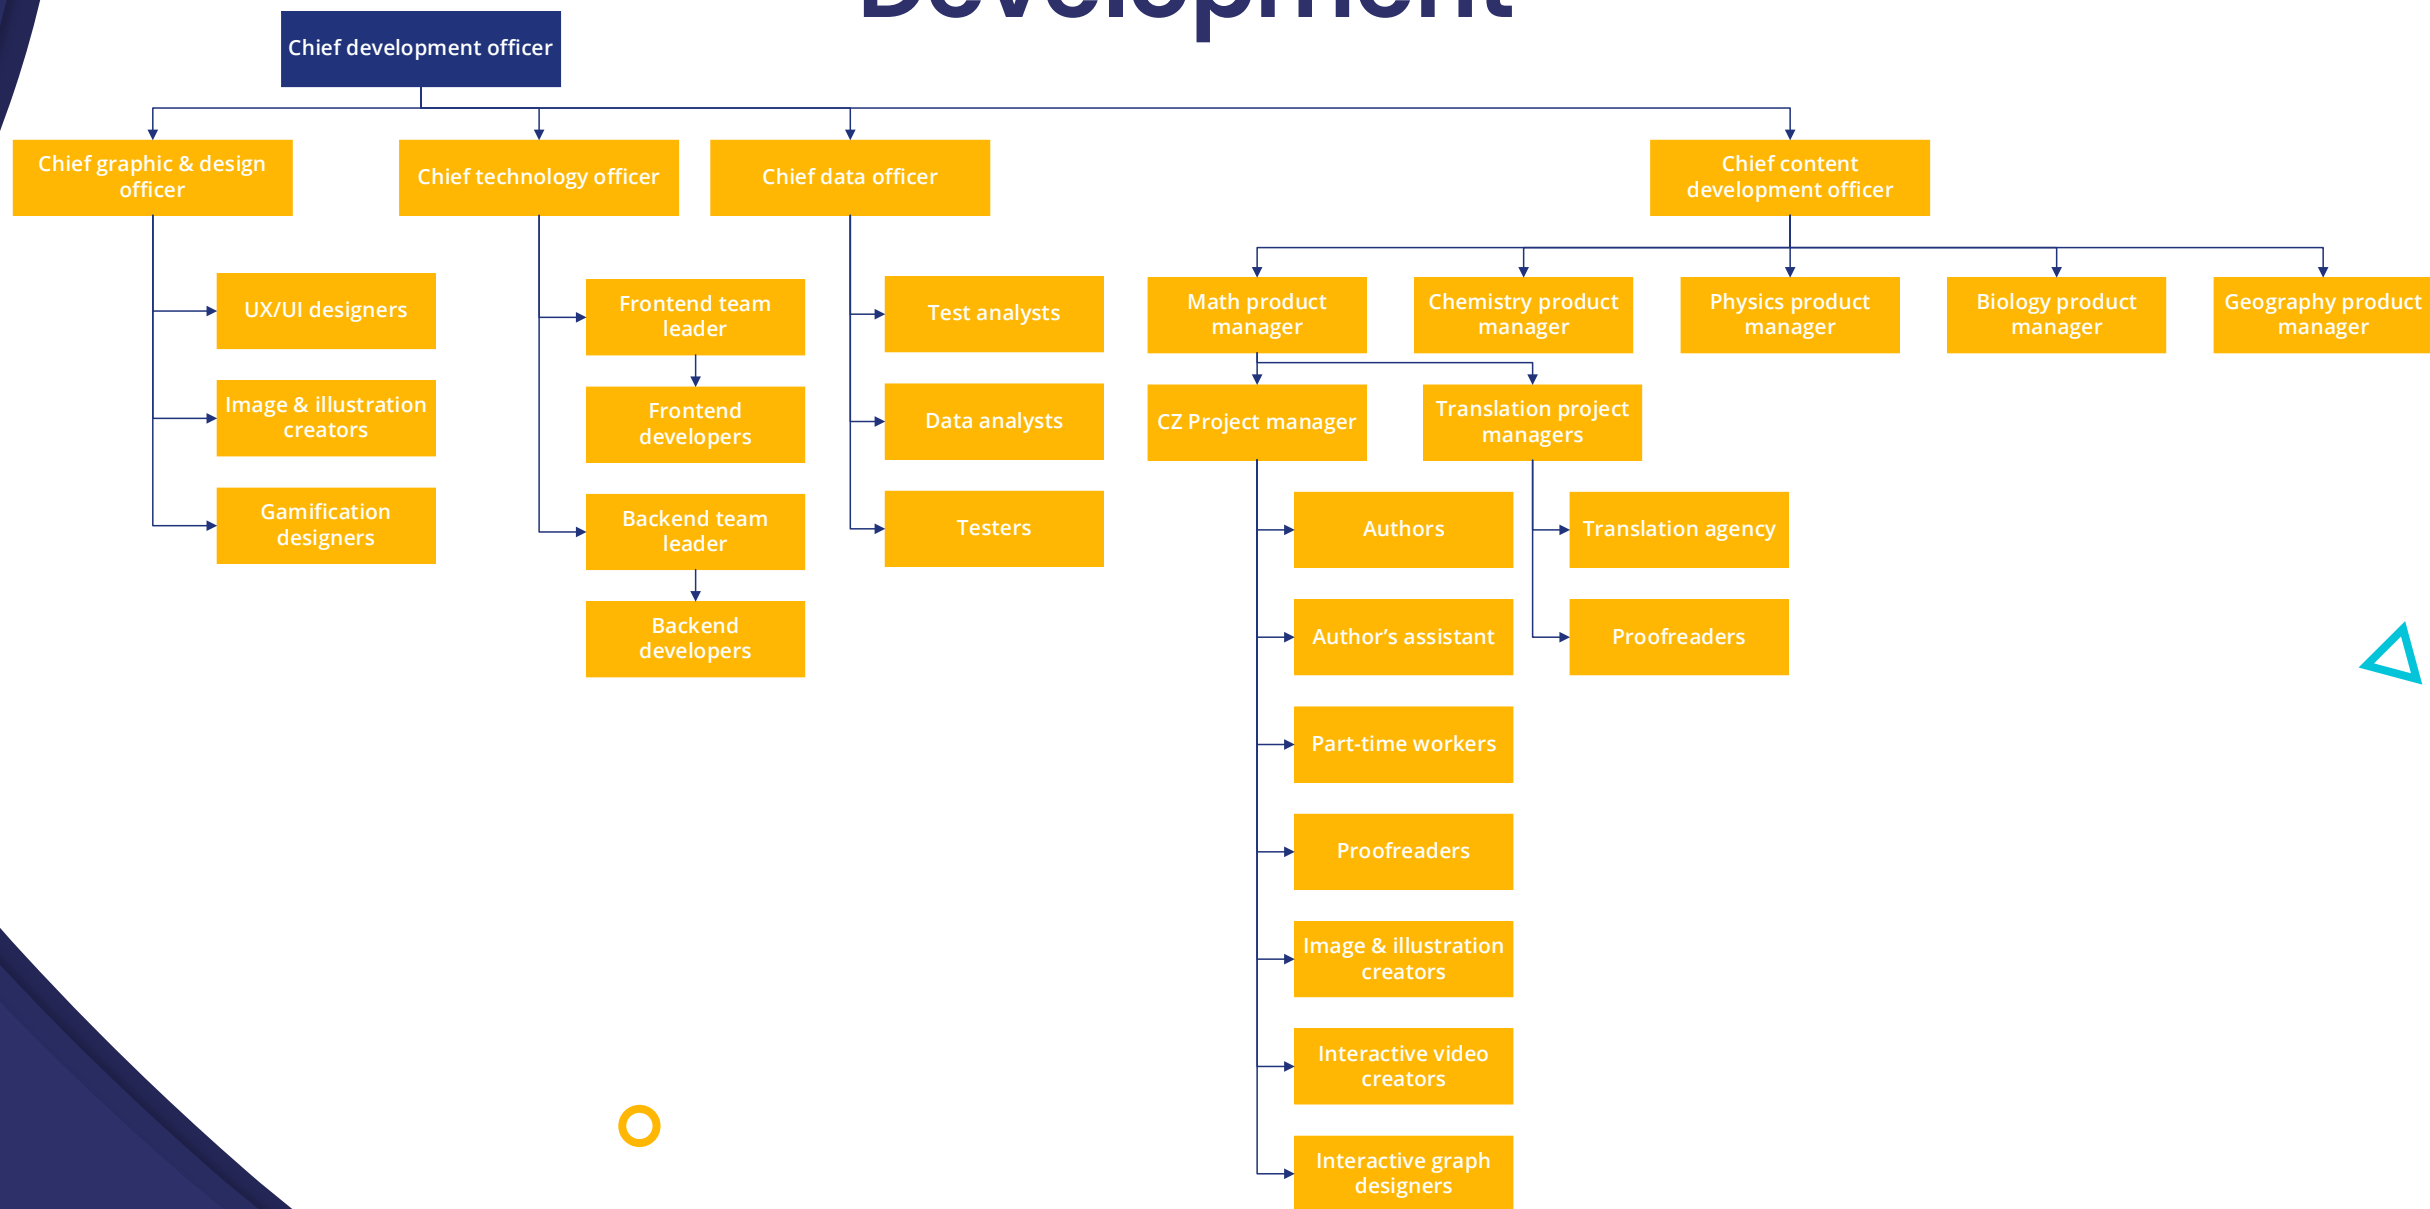 Development
Chief development officer
Chief graphic & design
officer
Chief technology officer
Chief data officer
Chief content
development officer
UX/UI designers
Image & illustration
creators
Gamification
designers
Frontend team
leader
Frontend
developers
Backend team
leader
Backend
developers
Test analysts
Data analysts
Testers
Math product
manager
Chemistry product
manager
Physics product
manager
Biology product
manager
Geography product
manager
CZ Project manager
Translation project
managers
Authors
Author’s assistant
Part-time workers
Proofreaders
Image & illustration
creators
Interactive video
creators
Interactive graph
designers
Translation agency
Proofreaders